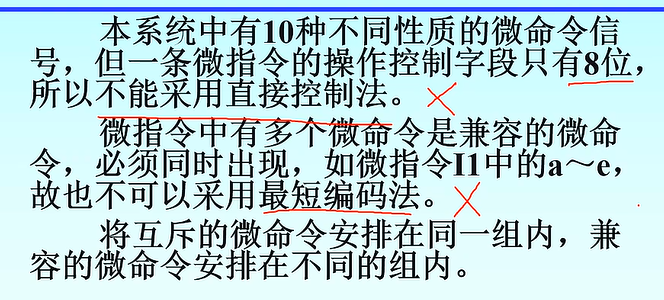 本系统中有10种不同性质的微命令信
号，但一条微指令的操作控制字段只有8位，
所以不能采用直接控制法。
微指令中有多个微命令是兼容的微命
令，必须同时出现，如微指令I1中的a～e，
故也不可以采用最短编码法。
将互斥的微命令安排在同一组内，兼
容的微命令安排在不同的组内。